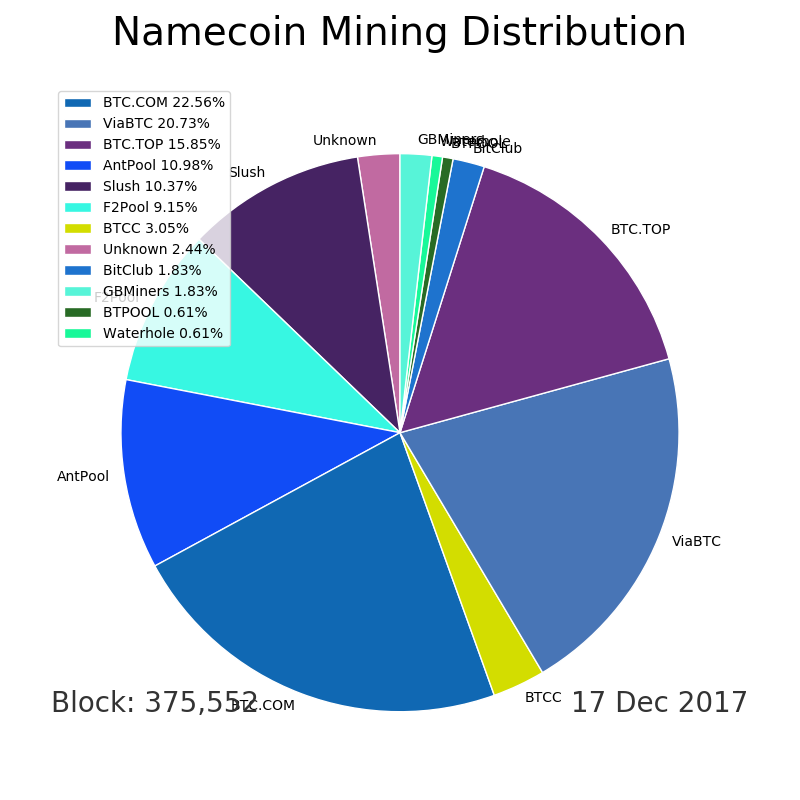 Namecoin Mining Distribution
BTC.COM 22.56%
ViaBTC 20.73%
BTC.TOP 15.85%
AntPool 10.98%
Slush 10.37%
F2Pool 9.15%
BTCC 3.05%
Unknown 2.44%
BitClub 1.83%
GBMiners 1.83%
BTPOOL 0.61%
Waterhole 0.61%
Unknown
GBMiners
Waterhole
BTPOOL
BitClub
Slush
BTC.TOP
F2Pool
AntPool
ViaBTC
BTCC
BTC.COM
Block: 375,552
17 Dec 2017